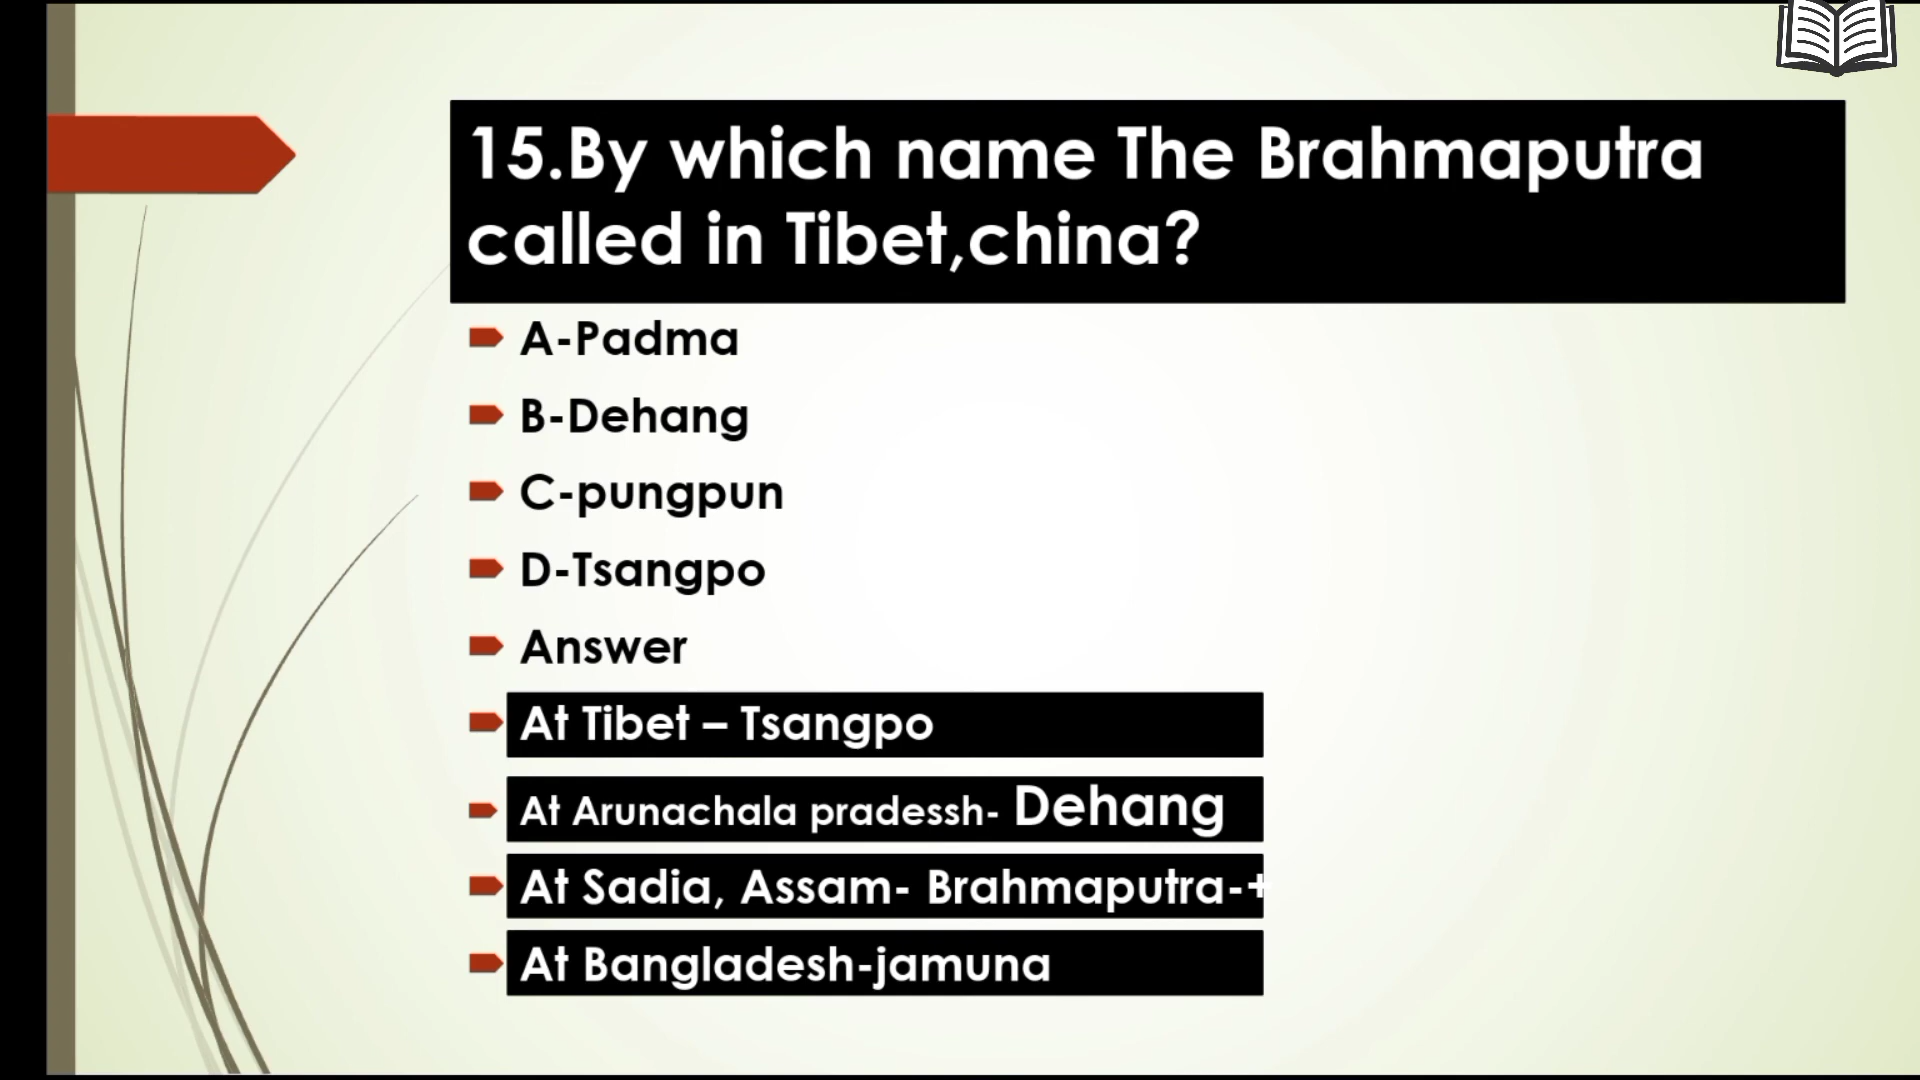 15.By which name The Brahmaputra
called in Tibet,china?
A-Padma
B-Dehang
C-pungpun
D-Tsangpo
Answer
At Tibet – Tsangpo
At Arunachala pradessh- Dehang
At Sadia, Assam- Brahmaputra-+
At Bangladesh-jamuna